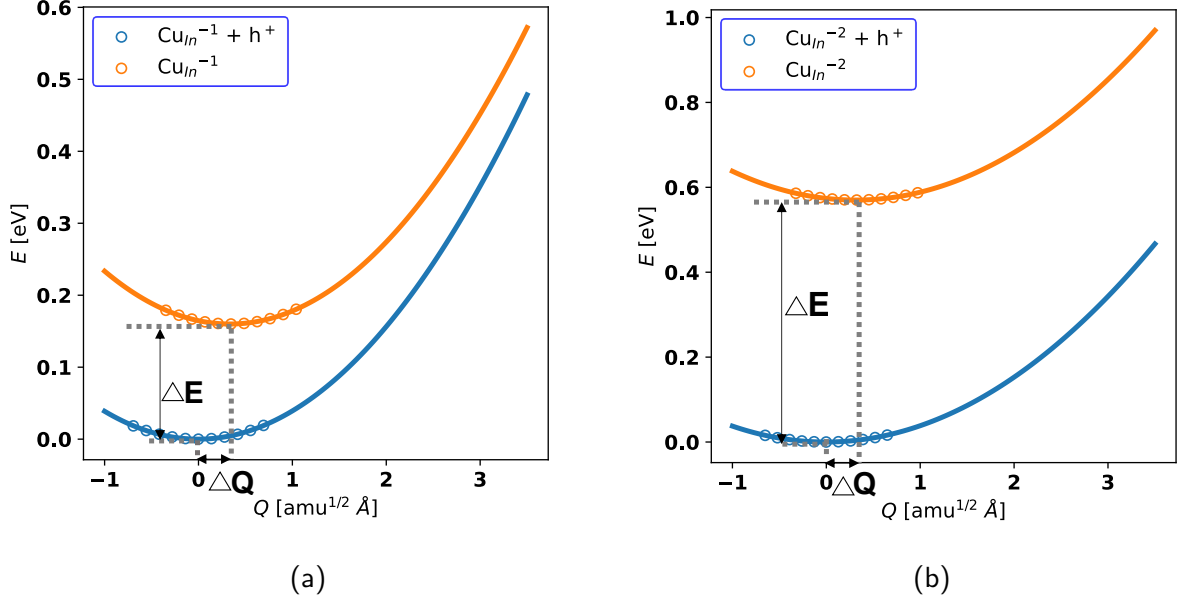 Cu_In^{-1} + h^+
Cu_In^{-1}
0.6
0.5
0.4
0.3
0.2
0.1
0.0
E [eV]
△E
−1 0 1 2 3
△Q
Q [amu^{1/2} Å]
(a)
Cu_In^{-2} + h^+
Cu_In^{-2}
1.0
0.8
0.6
0.4
0.2
0.0
E [eV]
△E
−1 0 1 2 3
△Q
Q [amu^{1/2} Å]
(b)